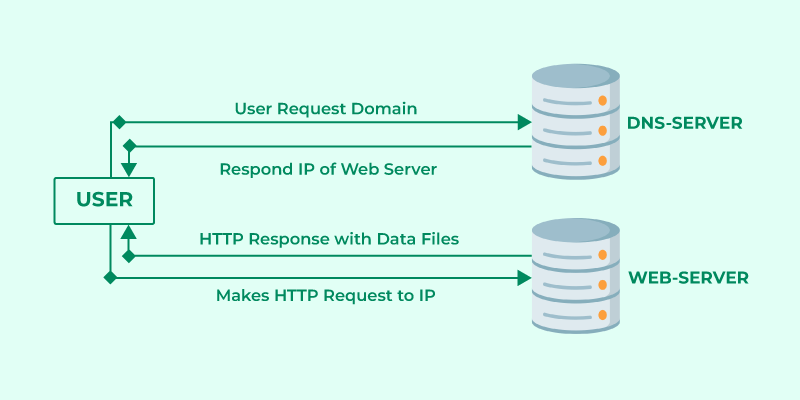 User Request Domain
DNS-SERVER
Respond IP of Web Server
USER
HTTP Response with Data Files
WEB-SERVER
Makes HTTP Request to IP